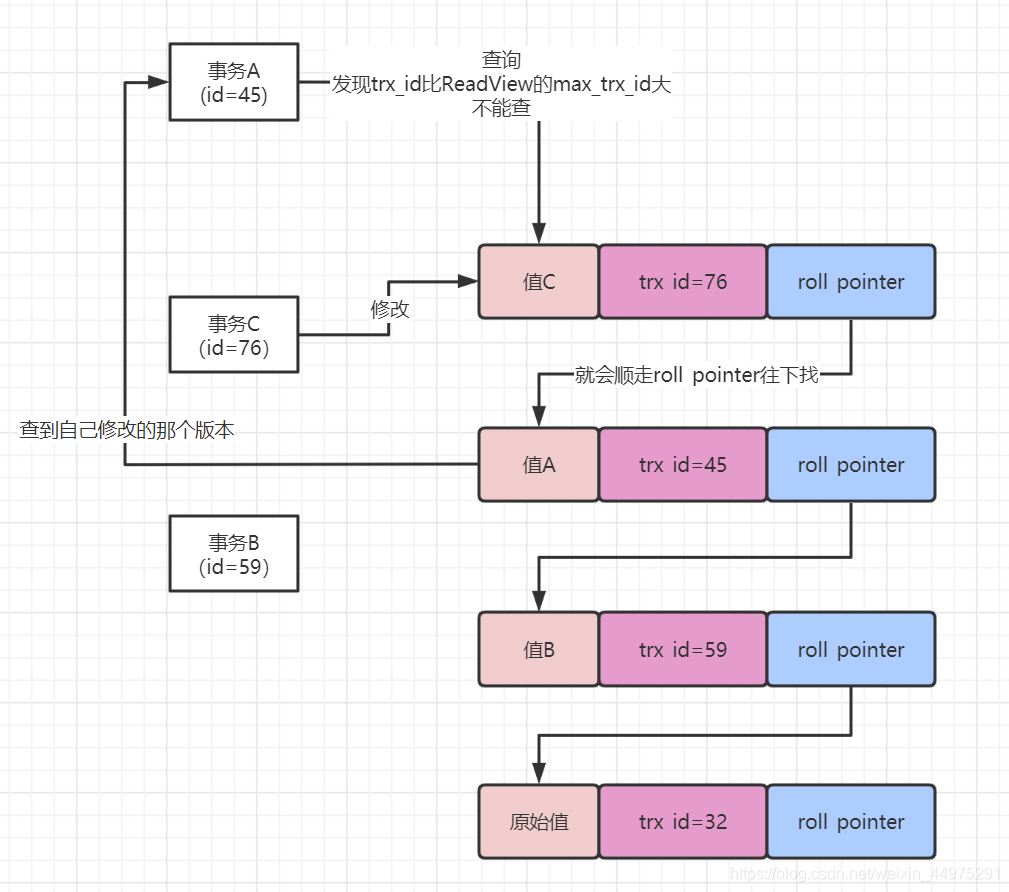 事务A
(id=45)
查询
发现trx_id比ReadView的max_trx_id大
不能查
值C
trx id=76
roll pointer
修改
事务C
(id=76)
就会顺走roll pointer往下找
查到自己修改的那个版本
值A
trx id=45
roll pointer
事务B
(id=59)
值B
trx id=59
roll pointer
原始值
trx id=32
roll pointer
https://blog.csdn.net/weixin_44975291